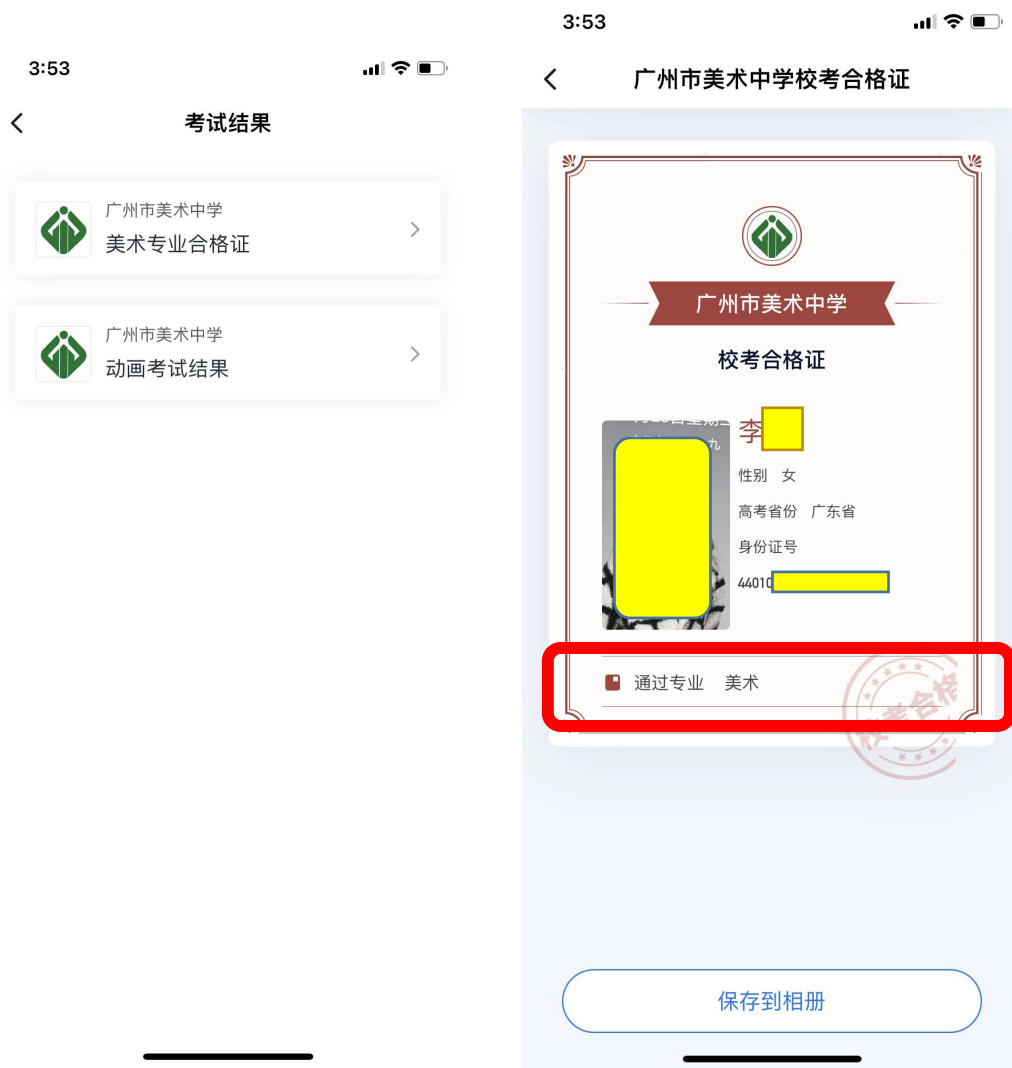 3:53
考试结果
广州市美术中学
美术专业合格证
广州市美术中学
动画考试结果
3:53
广州市美术中学校考合格证
广州市美术中学
校考合格证
李
性别 女
高考省份 广东省
身份证号
44010
通过专业 美术
校考合格
保存到相册